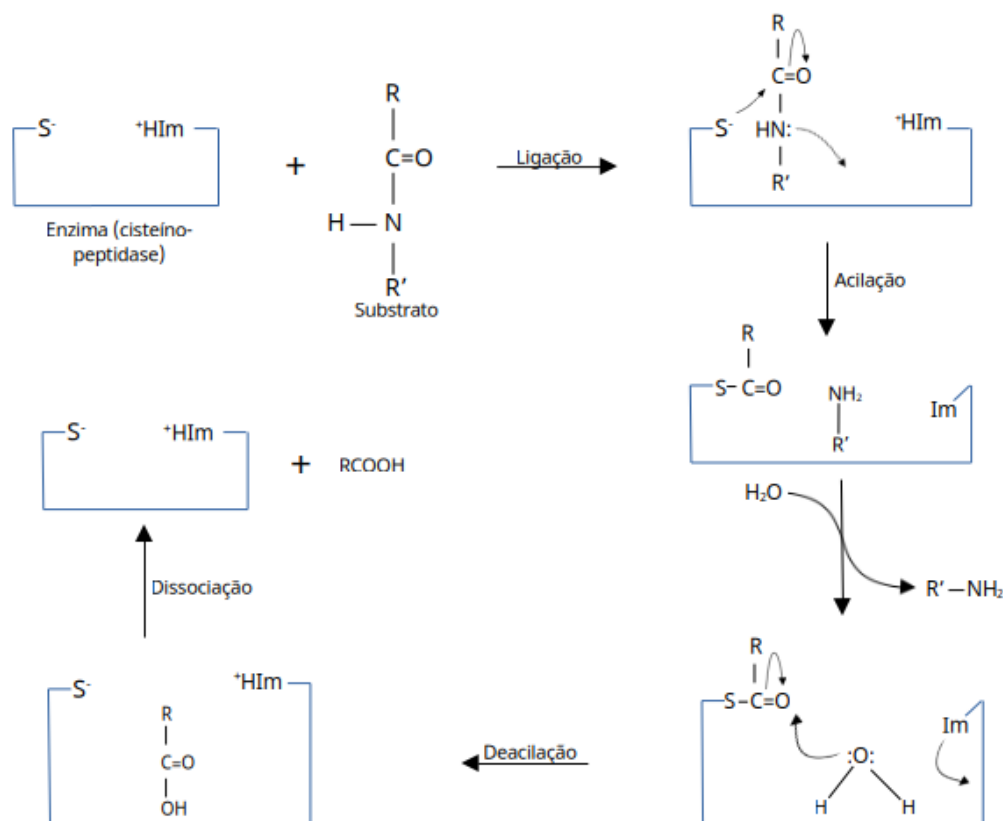 S⁻ ⁺HIm
Enzima (cisteíno-
peptidase)
+
R
C=O
H — N
R’
Substrato
Ligação
R
C=O
S⁻ HN: ⁺HIm
R’
Acilação
R
S– C=O
NH₂
R’
Im
H₂O
R’ —NH₂
R
S–C=O
Im
:O:
H H
Deacilação
S⁻ ⁺HIm
R
C=O
OH
Dissociação
S⁻ ⁺HIm
+ RCOOH